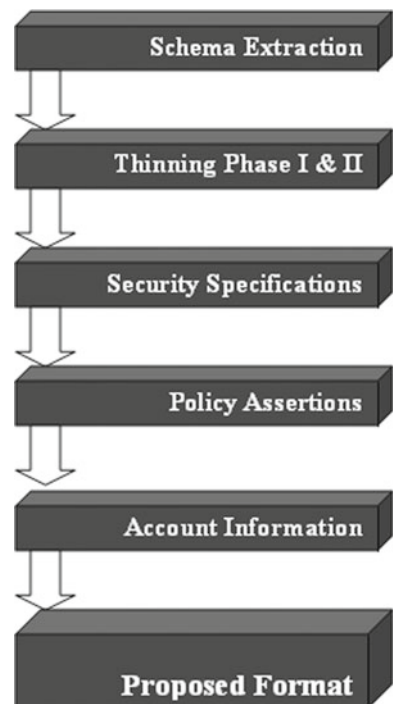 Schema Extraction
Thinning Phase I & II
Security Specifications
Policy Assertions
Account Information
Proposed Format